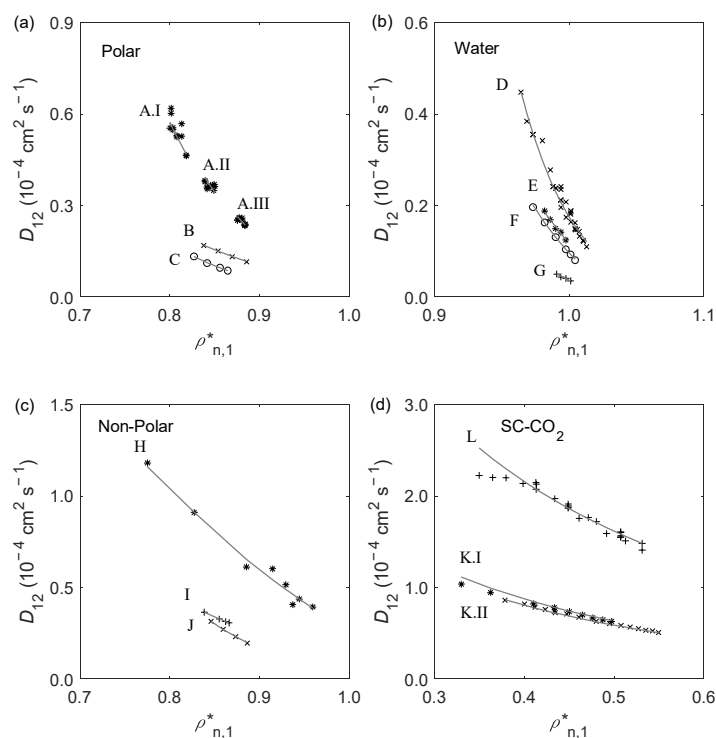 (a)
Polar
0.9
0.6
0.3
0.0
D12 (10−4 cm2 s−1)
A.I
A.II
A.III
B
C
0.7 0.8 0.9 1.0
ρ*n,1
(b)
Water
0.6
0.4
0.2
0.0
D12 (10−4 cm2 s−1)
D
E
F
G
0.9 1.0 1.1
ρ*n,1
(c)
Non-Polar
1.5
1.0
0.5
0.0
D12 (10−4 cm2 s−1)
H
I
J
0.7 0.8 0.9 1.0
ρ*n,1
(d)
SC-CO2
3.0
2.0
1.0
0.0
D12 (10−4 cm2 s−1)
L
K.I
K.II
0.3 0.4 0.5 0.6
ρ*n,1